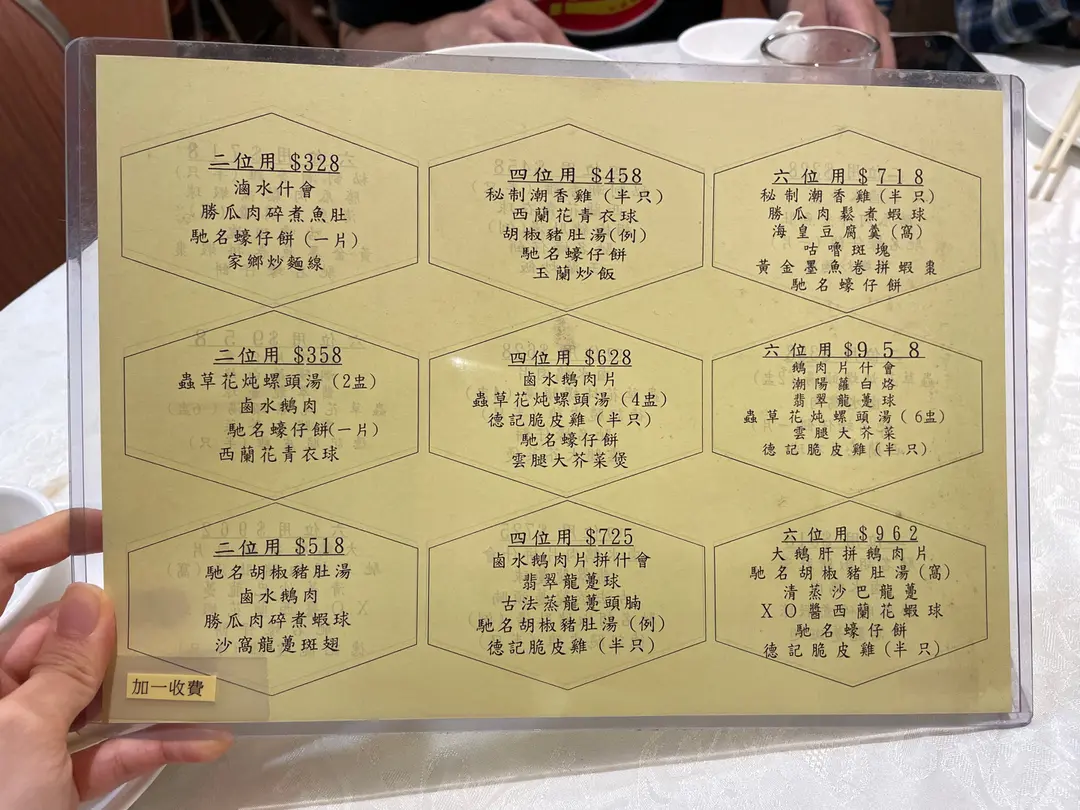 二位用 $328
滷水什會
勝瓜肉碎煮魚肚
馳名蠔仔餅 (一片)
家鄉炒麵線
四位用 $458
秘制潮香雞 (半只)
西蘭花青衣球
胡椒豬肚湯(例)
馳名蠔仔餅
玉蘭炒飯
六位用 $718
秘制潮香雞 (半只)
勝瓜肉鬆煮蝦球
海皇豆腐羹 (窩)
咕嚕斑塊
黃金墨魚卷拼蝦棗
馳名蠔仔餅
二位用 $358
蟲草花炖螺頭湯 (2盅)
鹵水鵝肉
馳名蠔仔餅(一片)
西蘭花青衣球
四位用 $628
鹵水鵝肉片
蟲草花炖螺頭湯 (4盅)
德記脆皮雞 (半只)
馳名蠔仔餅
雲腿大芥菜煲
六位用 $958
鵝肉片什會
潮陽蘿白烙
翡翠龍躉球
蟲草花炖螺頭湯 (6盅)
雲腿大芥菜
德記脆皮雞 (半只)
二位用 $518
馳名胡椒豬肚湯
鹵水鵝肉
勝瓜肉碎煮蝦球
沙窩龍躉斑翅
四位用 $725
鹵水鵝肉片拼什會
翡翠龍躉球
古法蒸龍躉頭腩
馳名胡椒豬肚湯 (例)
德記脆皮雞 (半只)
六位用 $962
大鵝肝拼鵝肉片
馳名胡椒豬肚湯 (窩)
清蒸沙巴龍躉
XO醬西蘭花蝦球
馳名蠔仔餅
德記脆皮雞 (半只)
加一收費